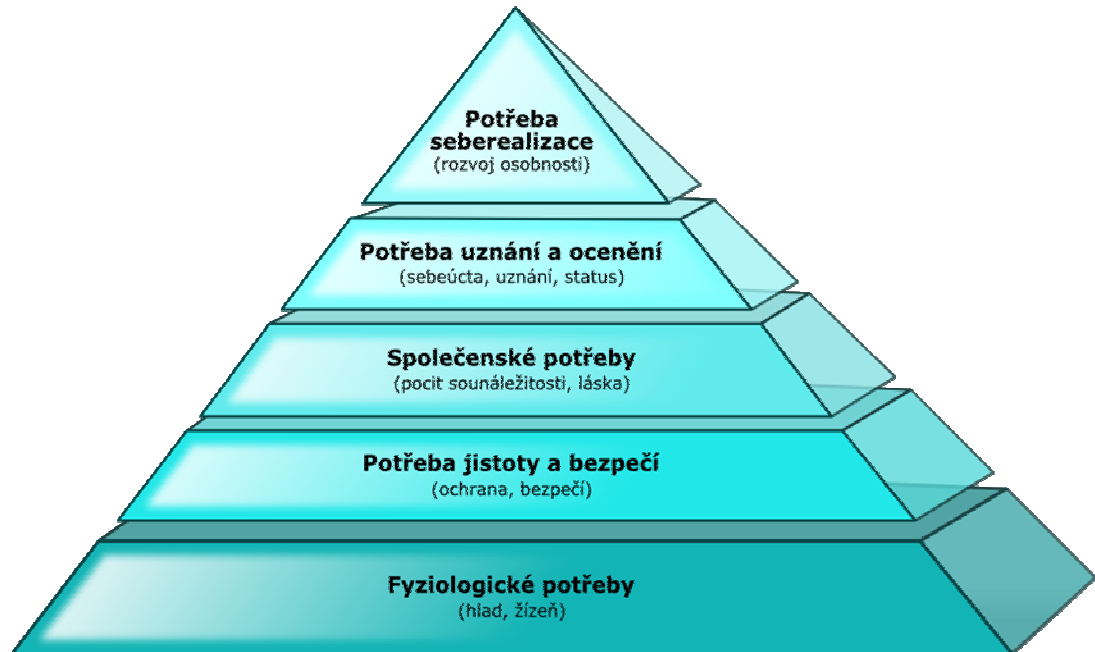 Potřeba
seberealizace
(rozvoj osobnosti)
Potřeba uznání a ocenění
(sebeúcta, uznání, status)
Společenské potřeby
(pocit sounáležitosti, láska)
Potřeba jistoty a bezpečí
(ochrana, bezpečí)
Fyziologické potřeby
(hlad, žízeň)